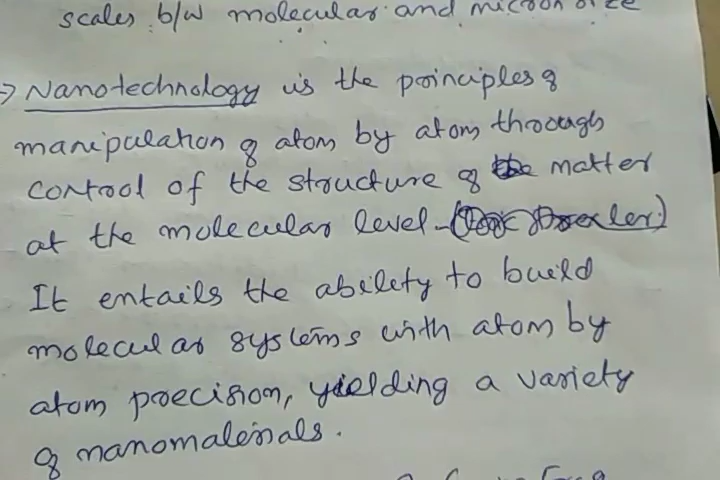 scales b/w molecular and micron size
→ Nanotechnology is the principles of
manipulation of atom by atom through
control of the structure of matter
at the molecular level -
It entails the ability to build
molecular systems with atom by
atom precision, yielding a variety
of nanomaterials.